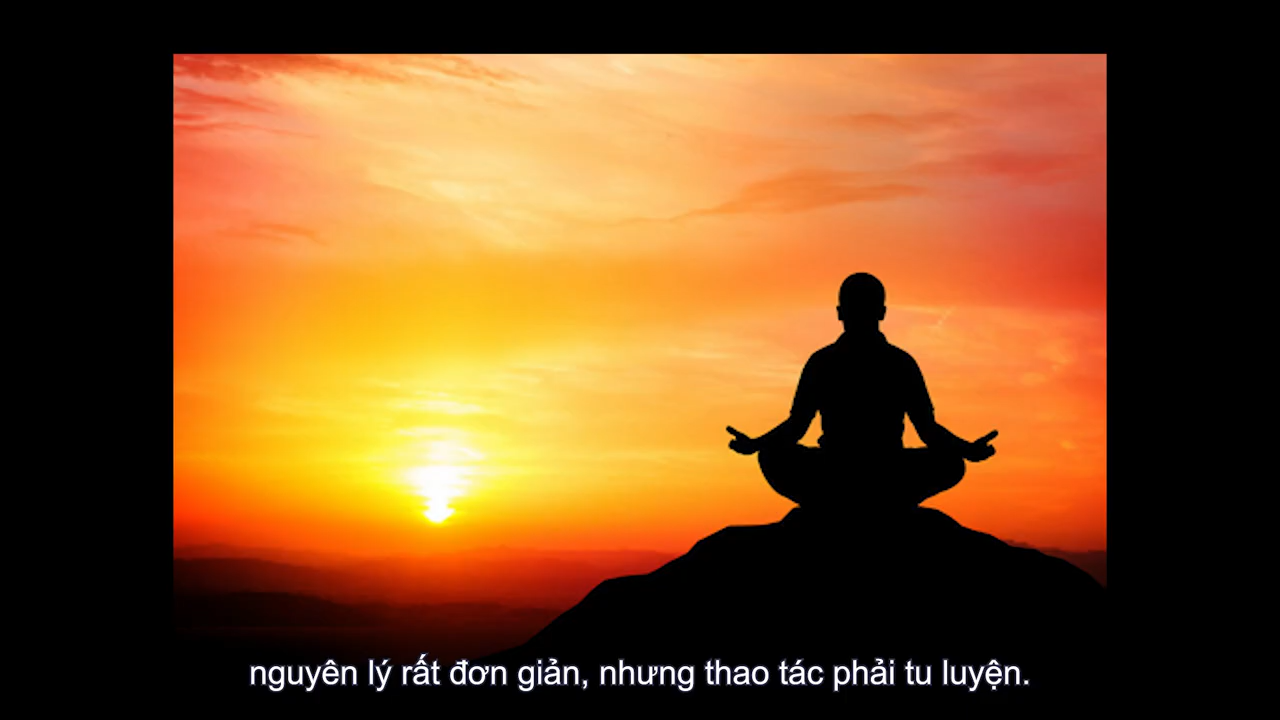 nguyên lý rất đơn giản, nhưng thao tác phải tu luyện.